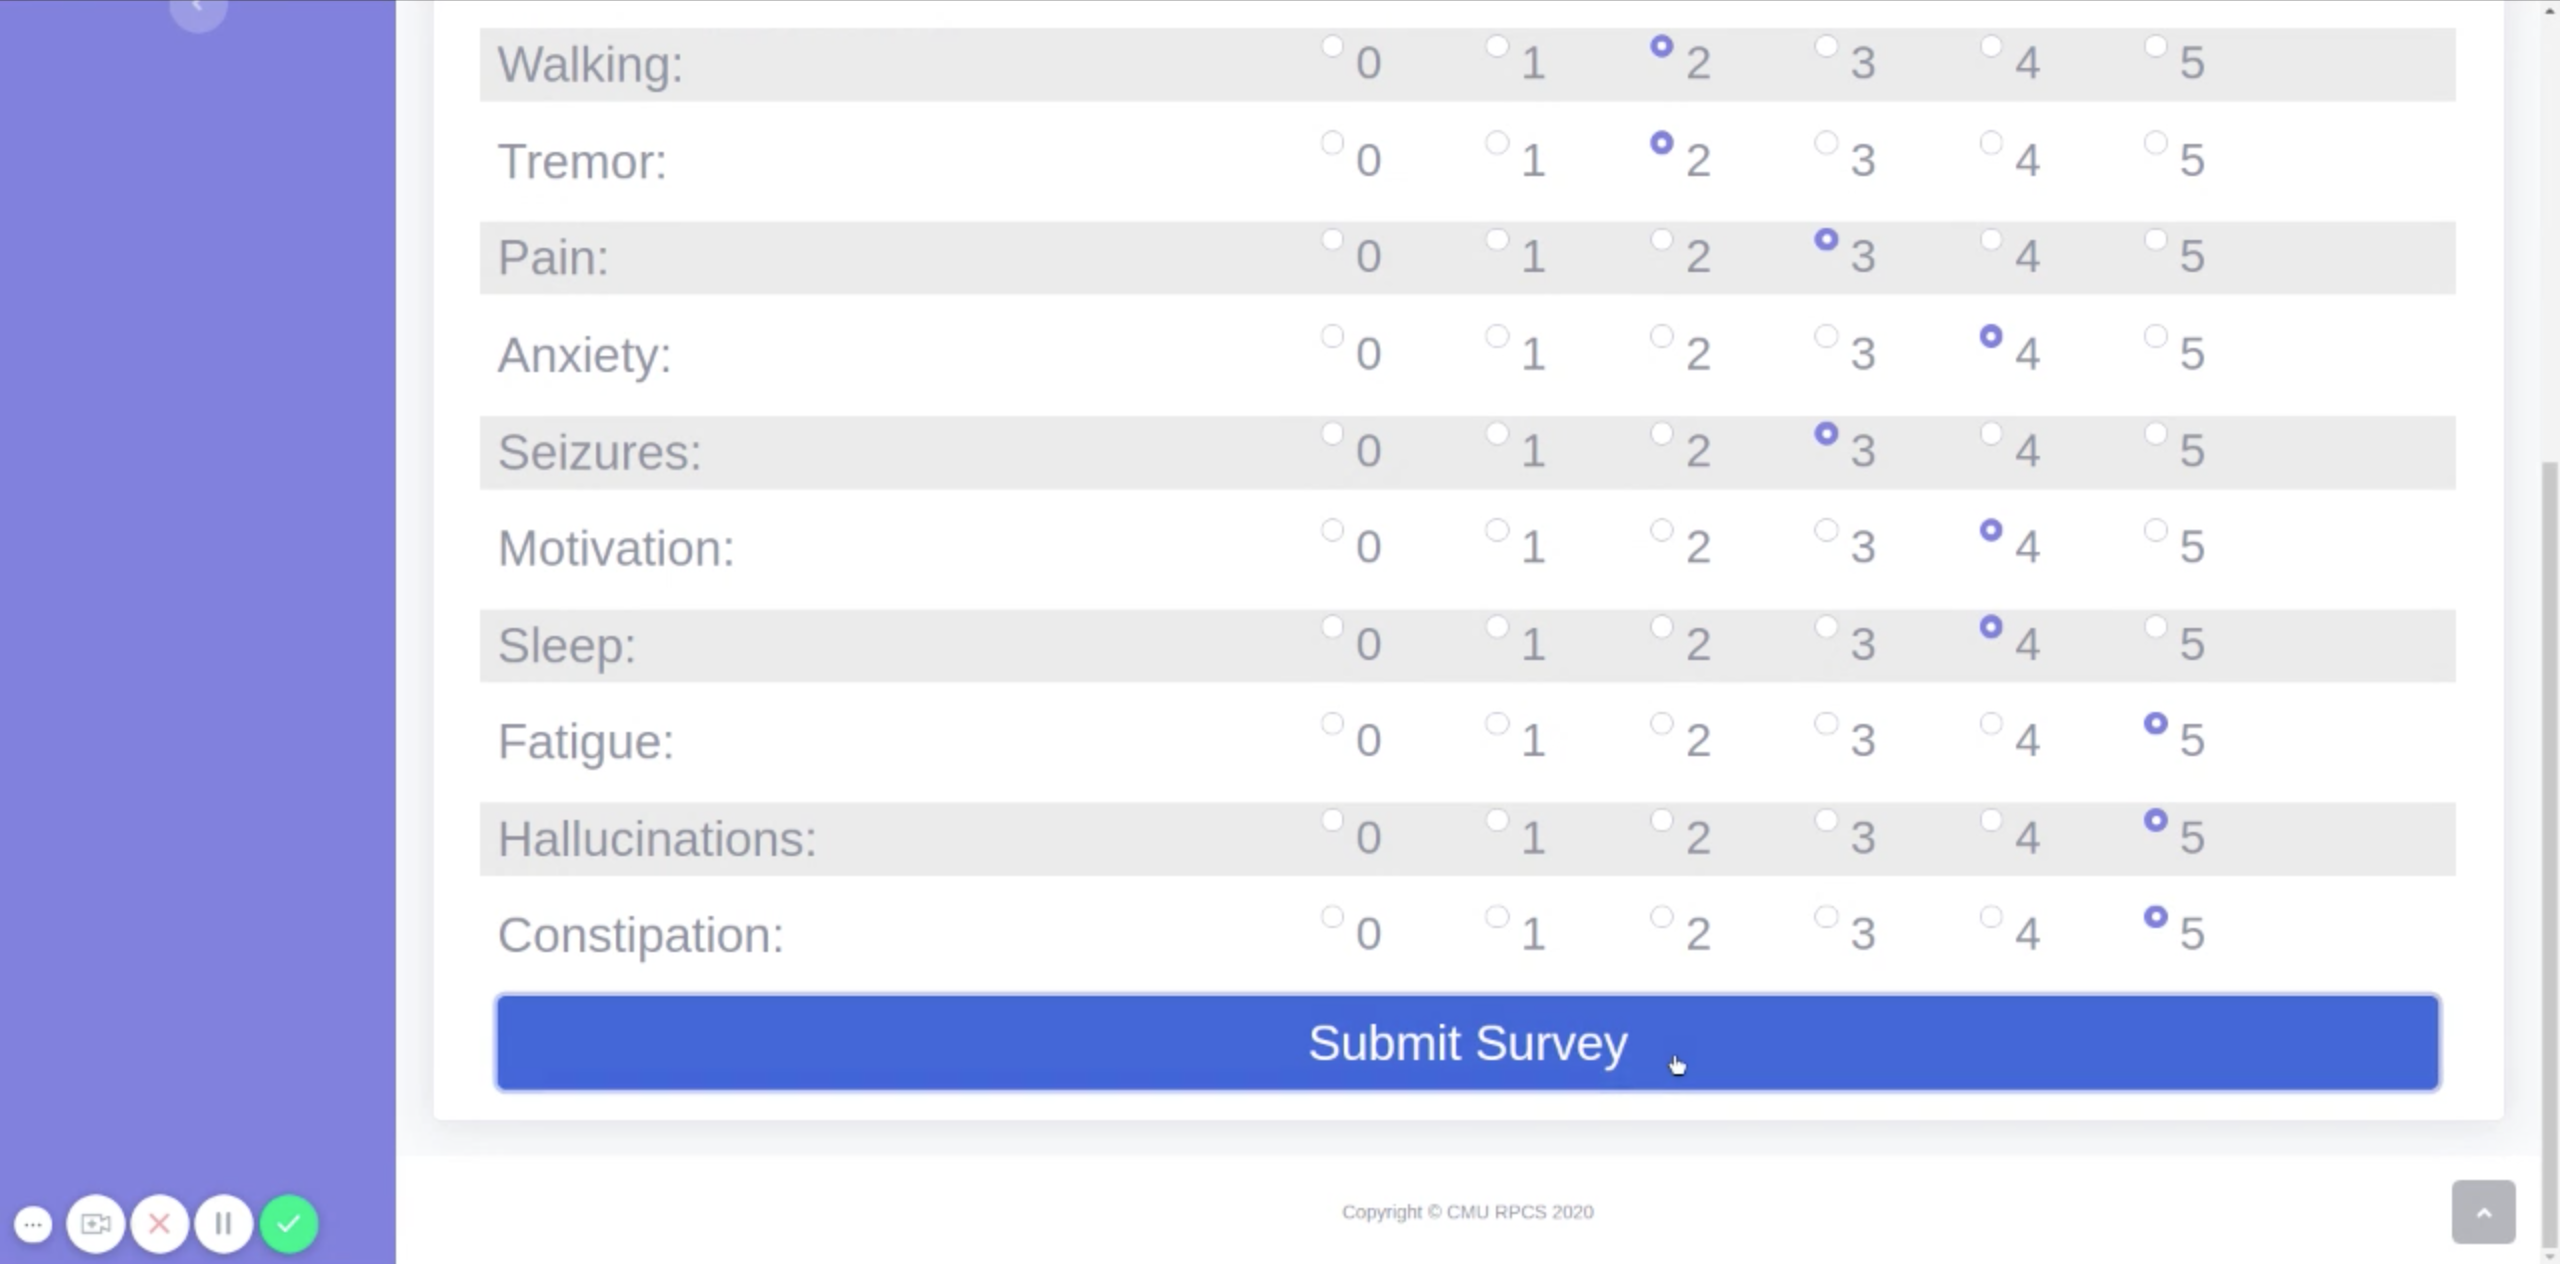 Walking: 0 1 2 3 4 5
Tremor: 0 1 2 3 4 5
Pain: 0 1 2 3 4 5
Anxiety: 0 1 2 3 4 5
Seizures: 0 1 2 3 4 5
Motivation: 0 1 2 3 4 5
Sleep: 0 1 2 3 4 5
Fatigue: 0 1 2 3 4 5
Hallucinations: 0 1 2 3 4 5
Constipation: 0 1 2 3 4 5
Submit Survey
Copyright © CMU RPCS 2020